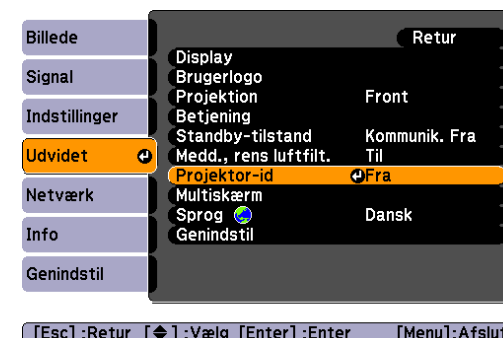 Billede
Signal
Indstillinger
Udvidet
Netværk
Info
Genindstil
Retur
Display
Brugerlogo
Projektion Front
Betjening
Standby-tilstand Kommunik. Fra
Medd., rens luftfilt. Til
Projektor-id Fra
Multiskærm
Sprog Dansk
Genindstil
[Esc] :Retur [ ] :Vælg [Enter] :Enter [Menu]:Afslut